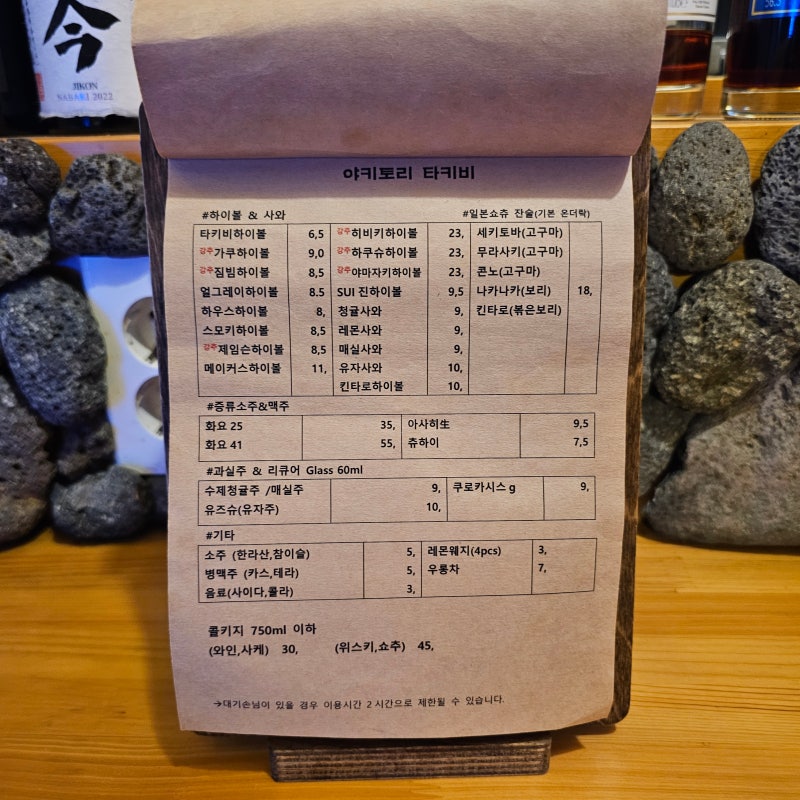 今
JIKON
NABARI 2022
야키토리 타키비
#하이볼 & 사와 #일본쇼츄 잔술(기본 온더락)
타키비하이볼 6,5 강추히비키하이볼 23, 세키토바(고구마)
강추가쿠하이볼 9,0 강추하쿠슈하이볼 23, 무라사키(고구마)
강추짐빔하이볼 8,5 강추야마자키하이볼 23, 콘노(고구마)
얼그레이하이볼 8.5 SUI 진하이볼 9,5 나카나카(보리) 18,
하우스하이볼 8, 청귤사와 9, 킨타로(볶은보리)
스모키하이볼 8,5 레몬사와 9,
강추제임슨하이볼 8,5 매실사와 9,
메이커스하이볼 11, 유자사와 10,
킨타로하이볼 10,
#증류소주&맥주
화요 25 35, 아사히生 9,5
화요 41 55, 츄하이 7,5
#과실주 & 리큐어 Glass 60ml
수제청귤주 /매실주 9, 쿠로카시스 g 9,
유즈슈(유자주) 10,
#기타
소주 (한라산,참이슬) 5, 레몬웨지(4pcs) 3,
병맥주 (카스,테라) 5, 우롱차 7,
음료(사이다,콜라) 3,
콜키지 750ml 이하
(와인,사케) 30, (위스키,쇼추) 45,
→대기손님이 있을 경우 이용시간 2시간으로 제한될 수 있습니다.